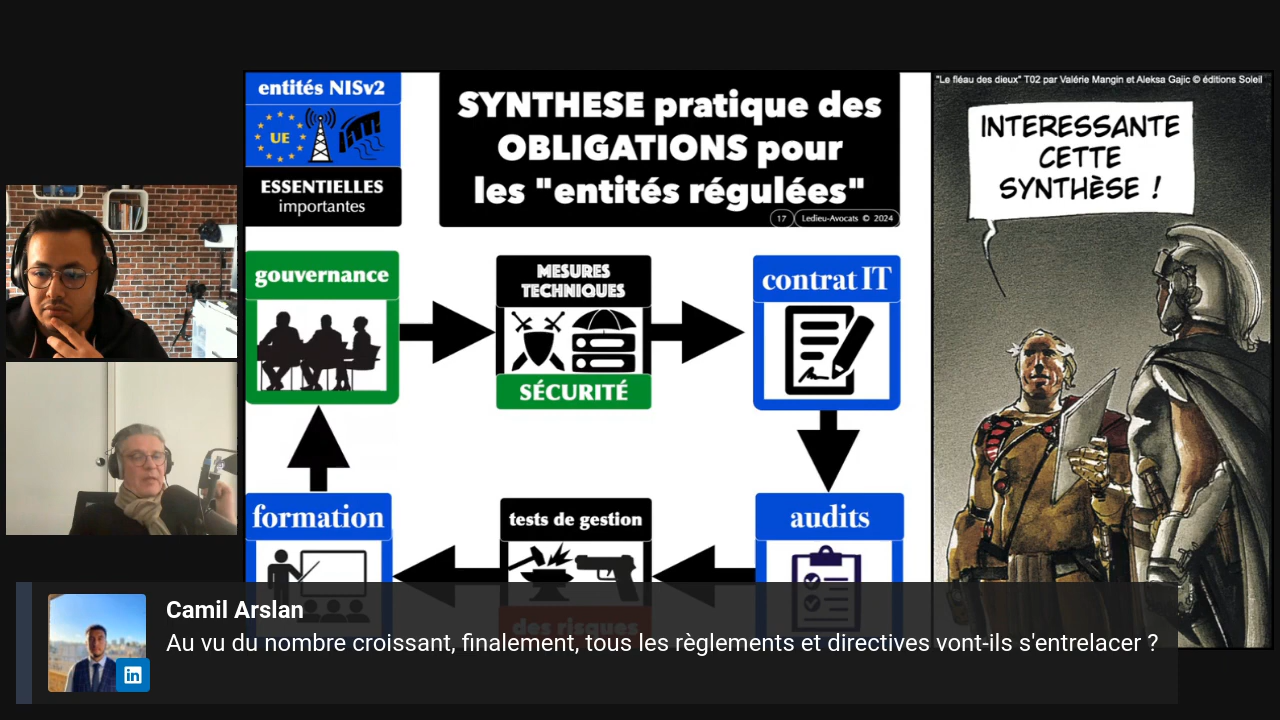 entités NISv2
UE
ESSENTIELLES
importantes
SYNTHESE pratique des
OBLIGATIONS pour
les "entités régulées"
17 Ledieu-Avocats © 2024
"Le fléau des dieux" T02 par Valérie Mangin et Aleksa Gajic © éditions Soleil
INTERESSANTE
CETTE
SYNTHÈSE !
gouvernance
MESURES
TECHNIQUES
SÉCURITÉ
contrat IT
formation
tests de gestion
des risques
audits
Camil Arslan
Au vu du nombre croissant, finalement, tous les règlements et directives vont-ils s'entrelacer ?
in